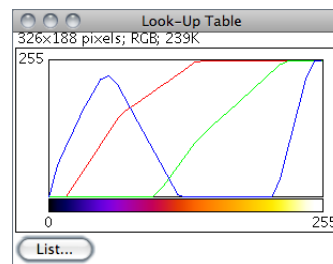 Look-Up Table
326x188 pixels; RGB; 239K
255
0
255
List...